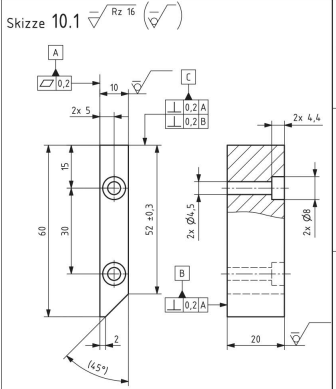 Skizze 10.1 Rz 16
A
0,2
10
2x 5
C
⊥ 0,2 A
⊥ 0,2 B
2x 4,4
15
30
60
52 ±0,3
2x Ø4,5
2x Ø8
B
⊥ 0,2 A
2
(45°)
20